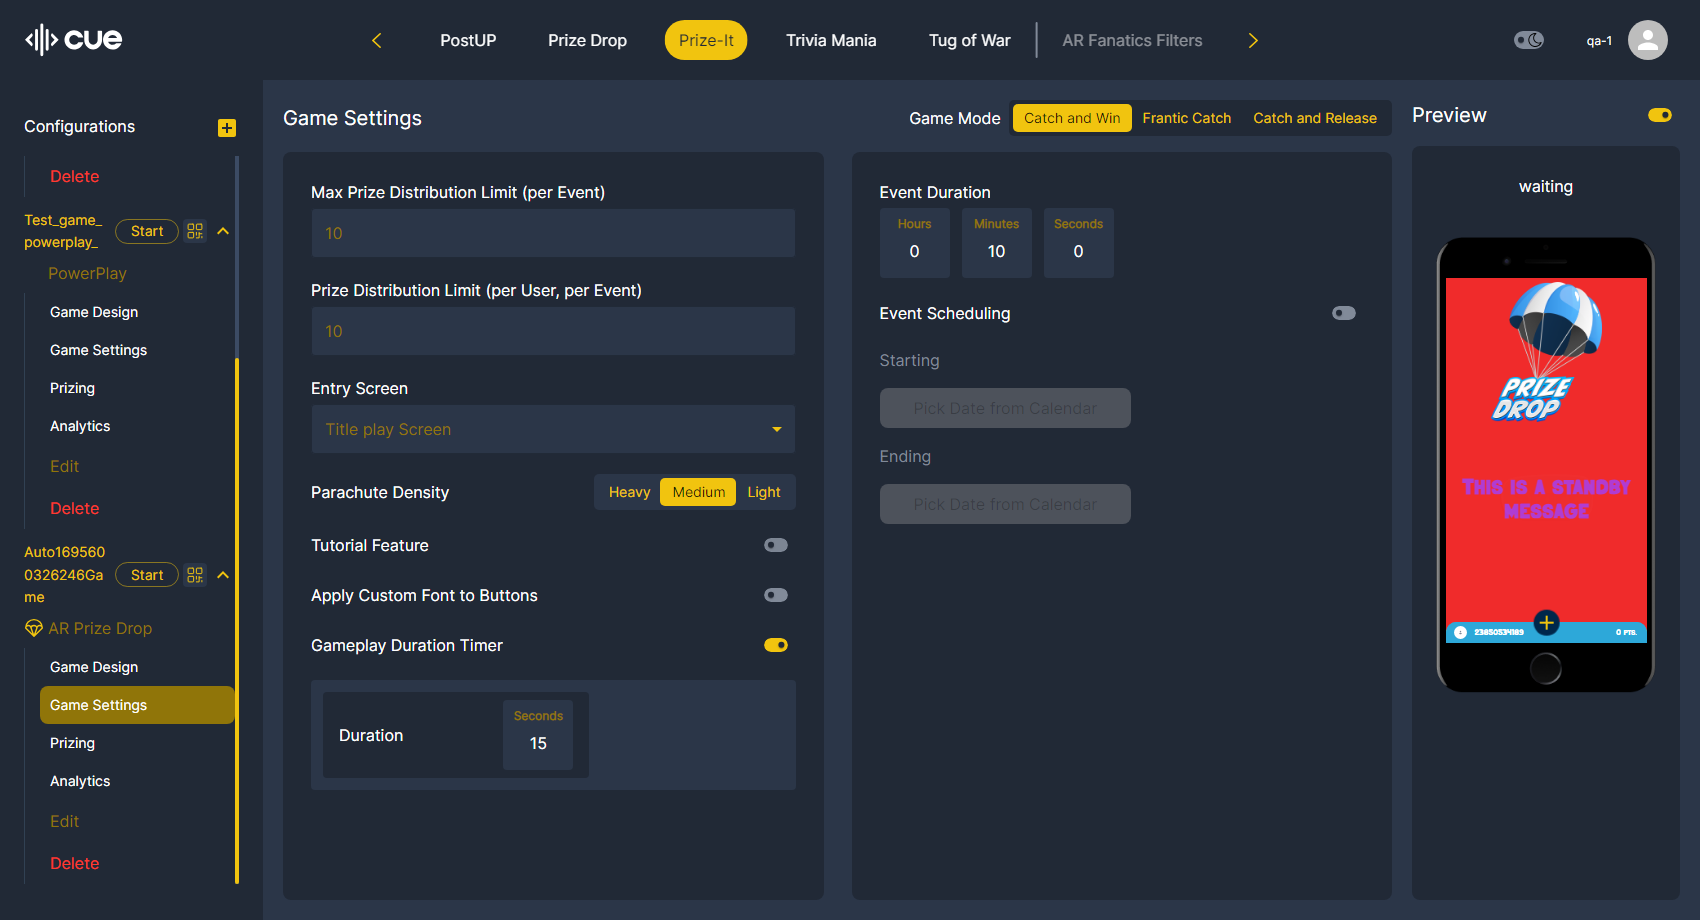 cue
PostUP
Prize Drop
Prize-It
Trivia Mania
Tug of War
AR Fanatics Filters
qa-1
Configurations
Delete
Test_game_
powerplay_
Start
PowerPlay
Game Design
Game Settings
Prizing
Analytics
Edit
Delete
Auto169560
0326246Ga
me
Start
AR Prize Drop
Game Design
Game Settings
Prizing
Analytics
Edit
Delete
Game Settings
Game Mode
Catch and Win
Frantic Catch
Catch and Release
Max Prize Distribution Limit (per Event)
10
Prize Distribution Limit (per User, per Event)
10
Entry Screen
Title play Screen
Parachute Density
Heavy
Medium
Light
Tutorial Feature
Apply Custom Font to Buttons
Gameplay Duration Timer
Duration
Seconds
15
Event Duration
Hours
0
Minutes
10
Seconds
0
Event Scheduling
Starting
Pick Date from Calendar
Ending
Pick Date from Calendar
Preview
waiting
PRIZE
DROP
THIS IS A STANDBY
MESSAGE
0 PTS.